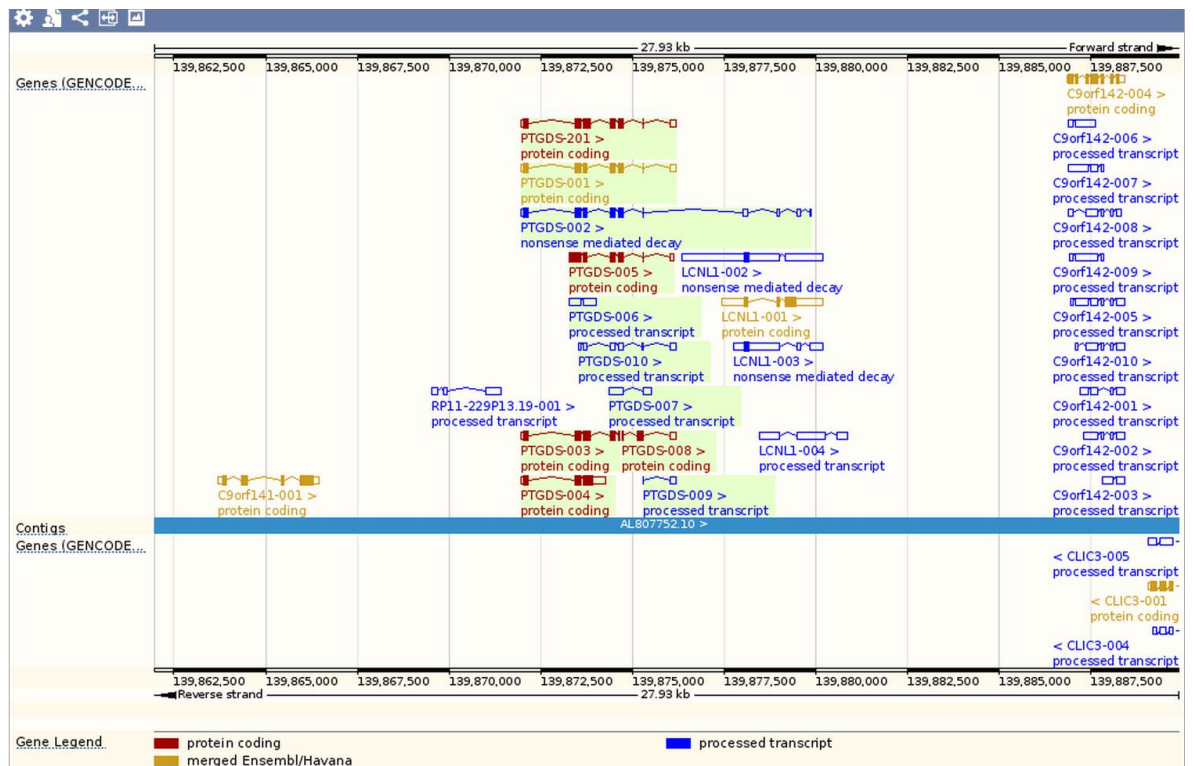 27.93 kb
Forward strand
139,862,500 139,865,000 139,867,500 139,870,000 139,872,500 139,875,000 139,877,500 139,880,000 139,882,500 139,885,000 139,887,500
Genes (GENCODE...
C9orf142-004 >
protein coding
PTGDS-201 > C9orf142-006 >
protein coding processed transcript
PTGDS-001 > C9orf142-007 >
protein coding processed transcript
PTGDS-002 > C9orf142-008 >
nonsense mediated decay processed transcript
PTGDS-005 > LCNL1-002 > C9orf142-009 >
protein coding nonsense mediated decay processed transcript
PTGDS-006 > LCNL1-001 > C9orf142-005 >
processed transcript protein coding processed transcript
PTGDS-010 > LCNL1-003 > C9orf142-010 >
processed transcript nonsense mediated decay processed transcript
RP11-229P13.19-001 > PTGDS-007 > C9orf142-001 >
processed transcript processed transcript processed transcript
PTGDS-003 > PTGDS-008 > LCNL1-004 > C9orf142-002 >
protein coding protein coding processed transcript processed transcript
C9orf141-001 > PTGDS-004 > PTGDS-009 > C9orf142-003 >
protein coding protein coding processed transcript processed transcript
Contigs AL807752.10 >
Genes (GENCODE...
< CLIC3-005
processed transcript
< CLIC3-001
protein coding
< CLIC3-004
processed transcript
139,862,500 139,865,000 139,867,500 139,870,000 139,872,500 139,875,000 139,877,500 139,880,000 139,882,500 139,885,000 139,887,500
Reverse strand 27.93 kb
Gene Legend protein coding processed transcript
merged Ensembl/Havana